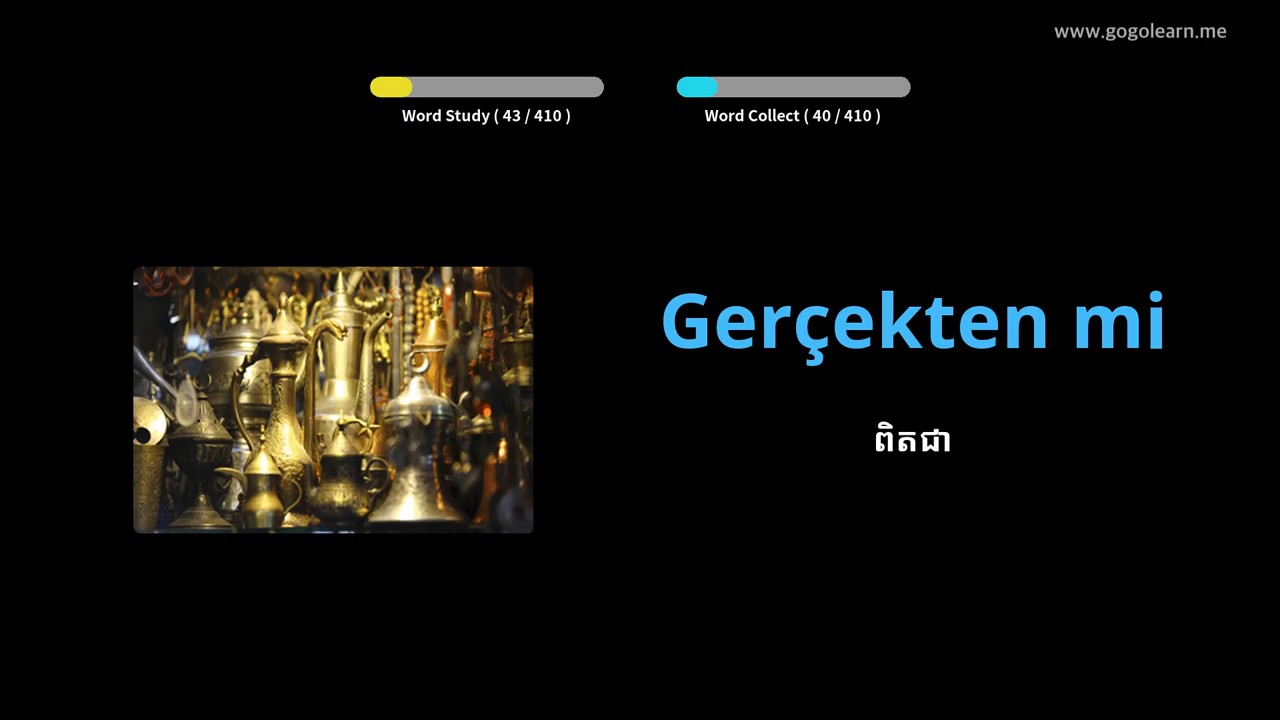 www.gogolearn.me
Word Study ( 43 / 410 )
Word Collect ( 40 / 410 )
Gerçekten mi
ពិតជា